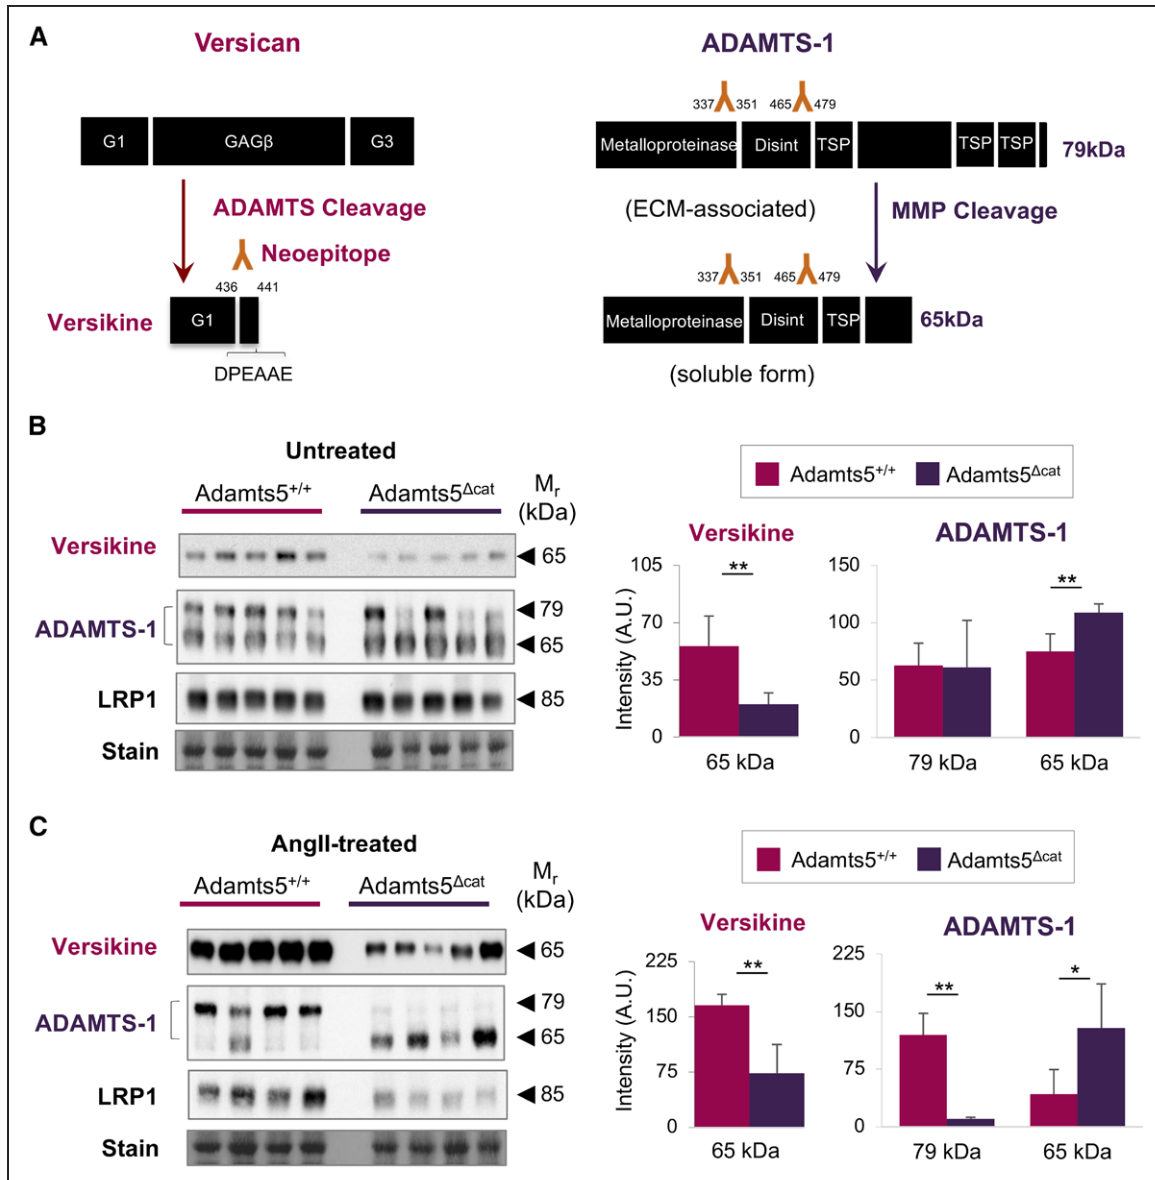 A
Versican
G1 GAGβ G3
ADAMTS Cleavage
Neoepitope
436 441
Versikine
G1
DPEAAE
ADAMTS-1
337 351 465 479
Metalloproteinase Disint TSP TSP TSP
79kDa
(ECM-associated)
MMP Cleavage
337 351 465 479
Metalloproteinase Disint TSP
65kDa
(soluble form)
B
Untreated
Adamts5+/+ Adamts5Δcat Mr
(kDa)
Versikine 65
ADAMTS-1 79
65
LRP1 85
Stain
Adamts5+/+ Adamts5Δcat
Versikine
Intensity (A.U.)
105
70
35
0
**
65 kDa
ADAMTS-1
150
100
50
0
**
79 kDa 65 kDa
C
AngII-treated
Adamts5+/+ Adamts5Δcat Mr
(kDa)
Versikine 65
ADAMTS-1 79
65
LRP1 85
Stain
Adamts5+/+ Adamts5Δcat
Versikine
Intensity (A.U.)
225
150
75
0
**
65 kDa
ADAMTS-1
225
150
75
0
** *
79 kDa 65 kDa